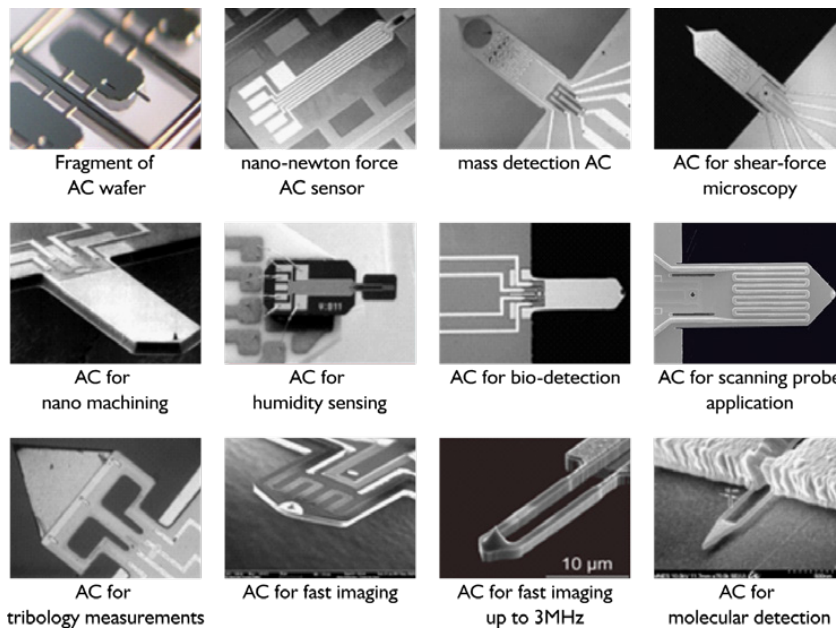 Fragment of
AC wafer
nano-newton force
AC sensor
mass detection AC
AC for shear-force
microscopy
V:S11
AC for
nano machining
AC for
humidity sensing
AC for bio-detection
AC for scanning probe
application
10 µm
AC for
tribology measurements
AC for fast imaging
AC for fast imaging
up to 3MHz
AC for
molecular detection